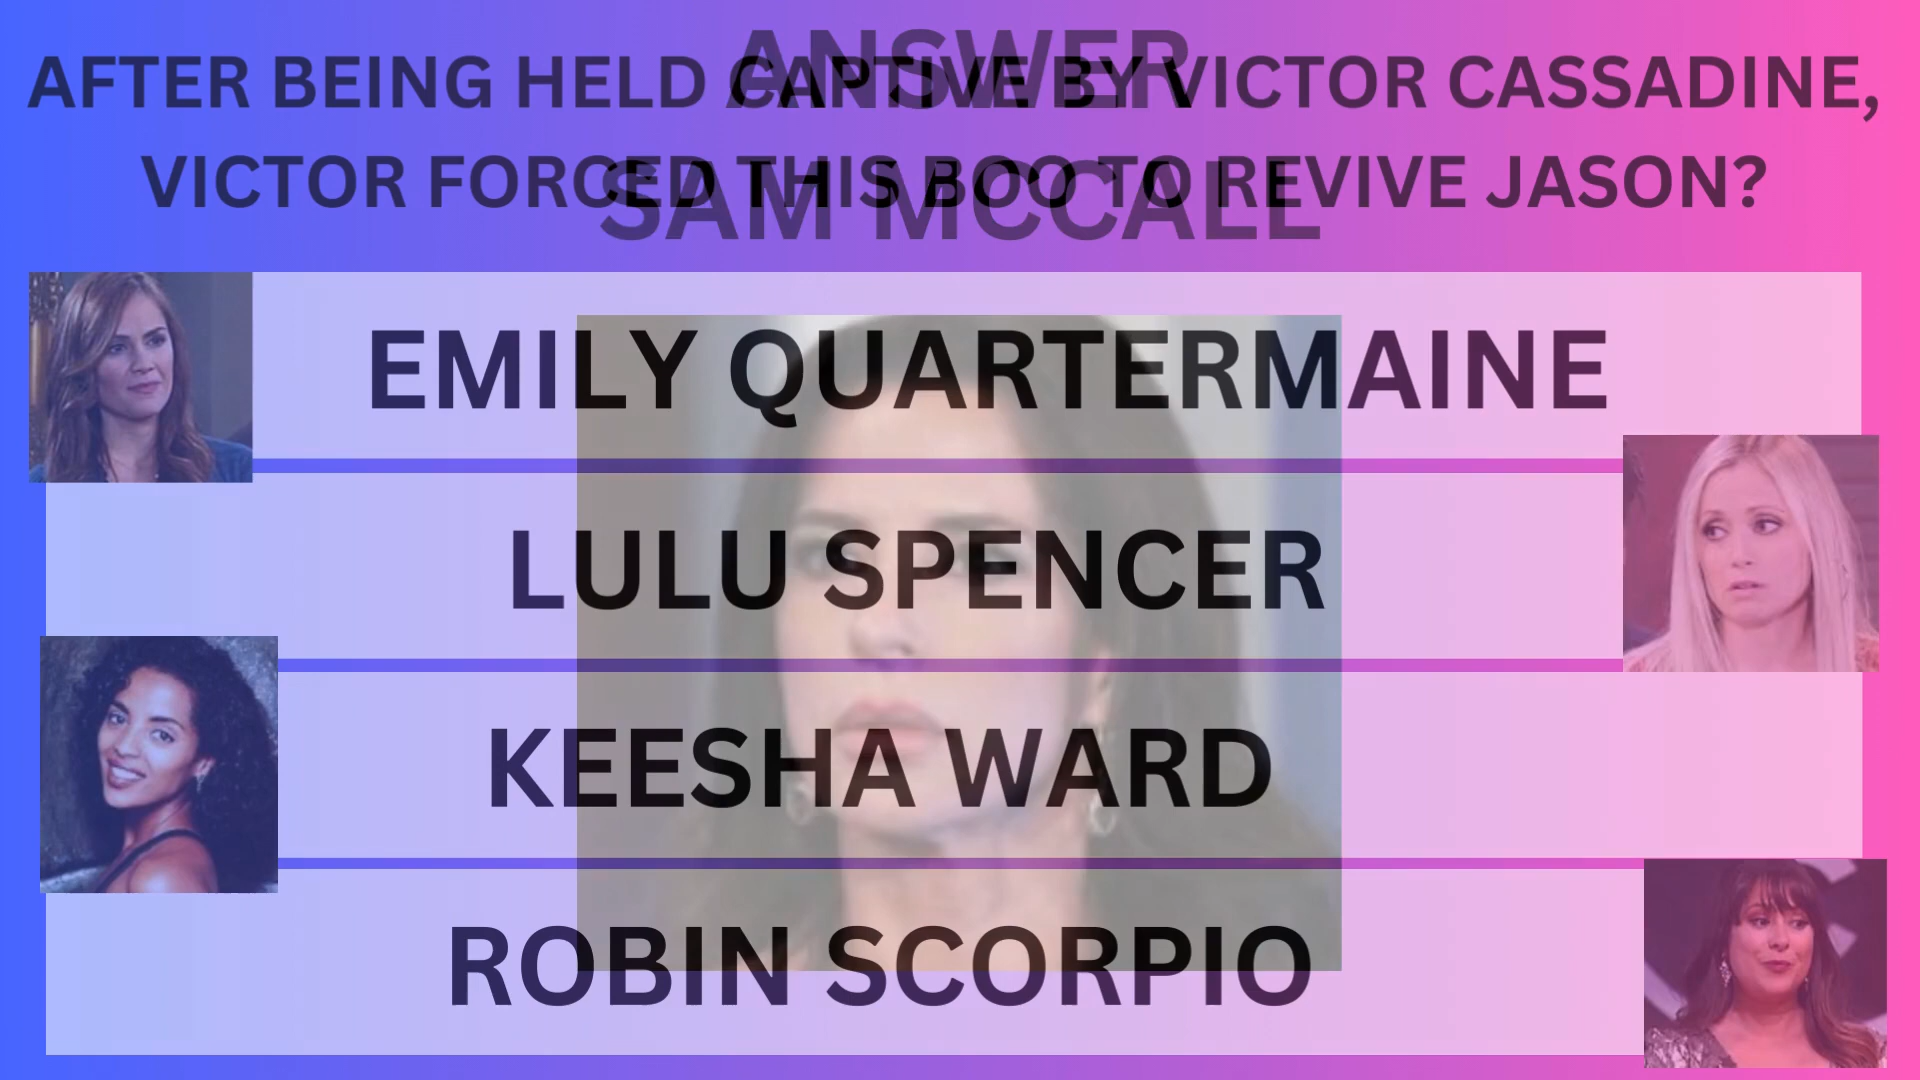 ANSWER
AFTER BEING HELD CAPTIVE BY VICTOR CASSADINE,
VICTOR FORCED THIS BOO TO REVIVE JASON?
SAM MCCALL
EMILY QUARTERMAINE
LULU SPENCER
KEESHA WARD
ROBIN SCORPIO